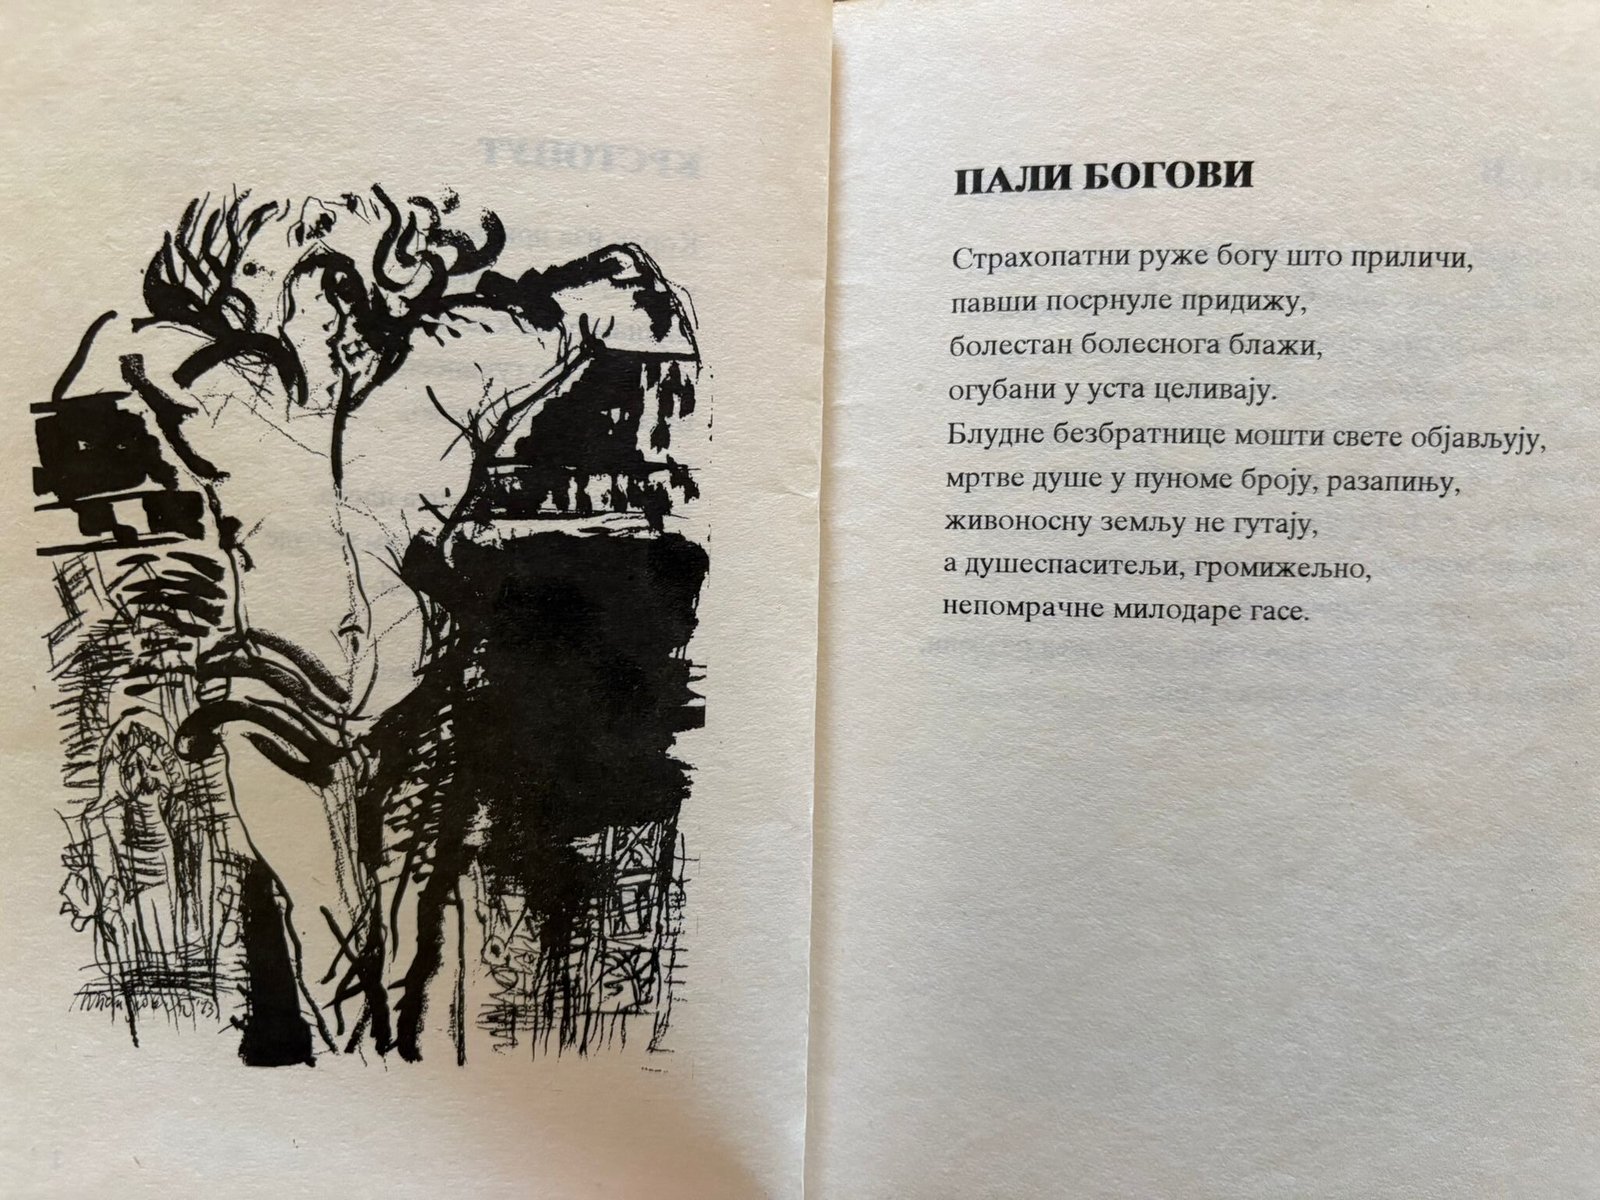 ПАЛИ БОГОВИ
Страхопатни руже богу што приличи,
павши посрнуле придижу,
болестан болеснога блажи,
огубани у уста целивају.
Блудне безбратнице мошти свете објављују,
мртве душе у пуноме броју, разапињу,
живоносну земљу не гутају,
а душеспаситељи, громижељно,
непомрачне милодаре гасе.